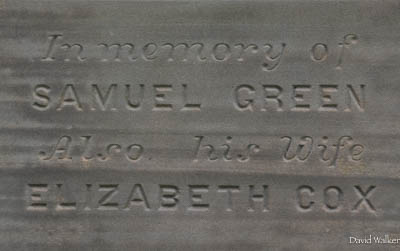 In memory of
SAMUEL GREEN
Also, his Wife
ELIZABETH COX
David Walker